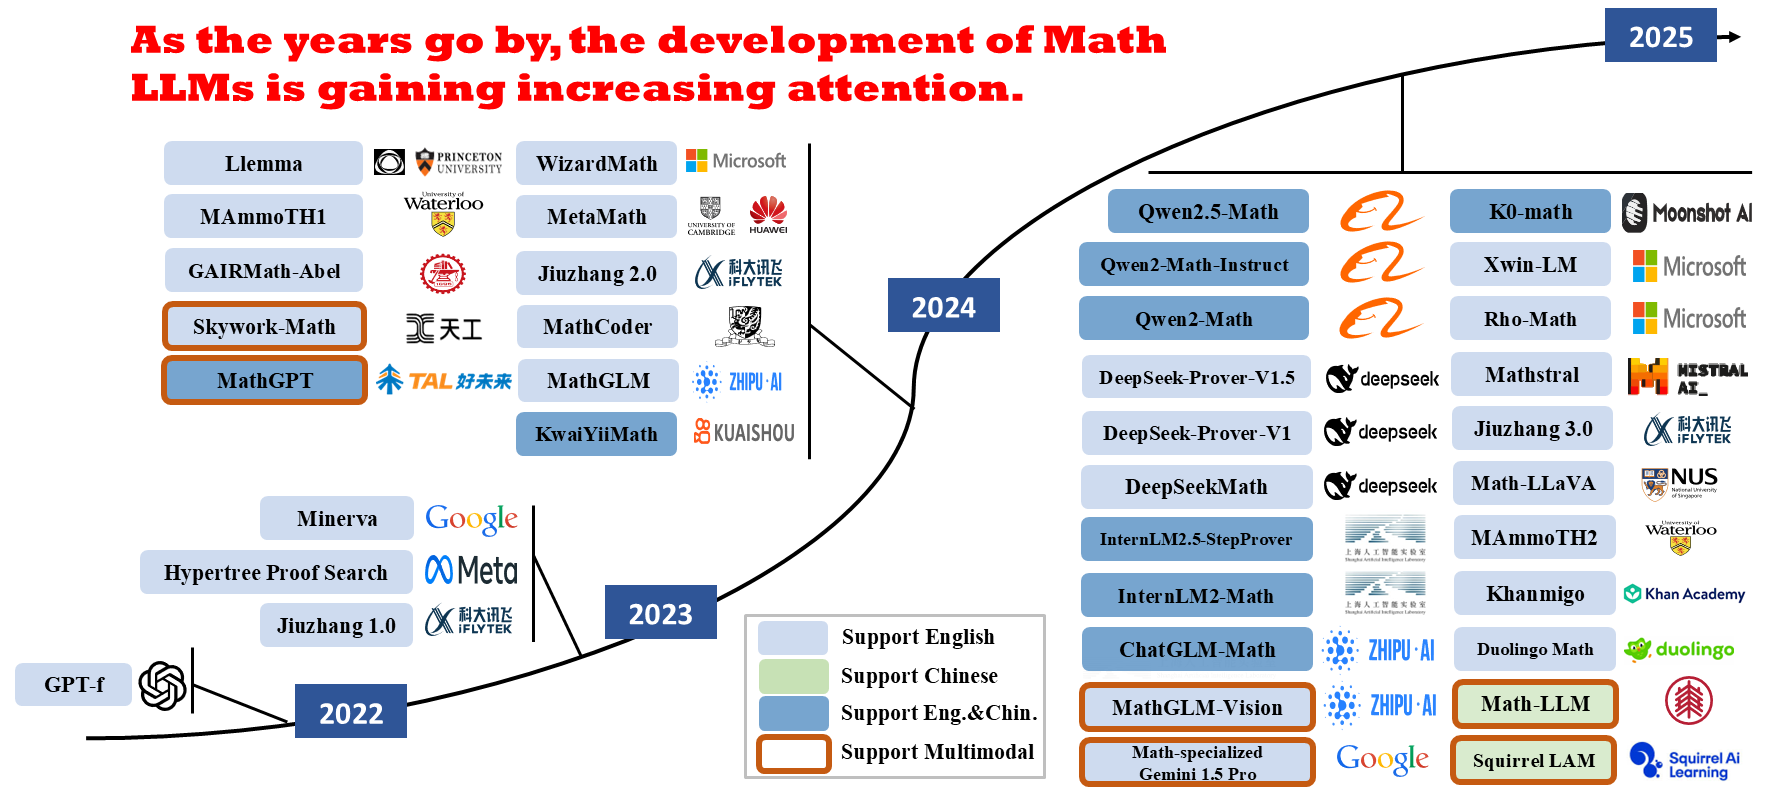 As the years go by, the development of Math
LLMs is gaining increasing attention.
2025
Llemma
PRINCETON
UNIVERSITY
WizardMath
Microsoft
MAmmoTH1
University of
Waterloo
MetaMath
UNIVERSITY OF
CAMBRIDGE
HUAWEI
GAIRMath-Abel
Jiuzhang 2.0
科大讯飞
iFLYTEK
Skywork-Math
天工
MathCoder
MathGPT
TAL 好未来
MathGLM
ZHIPU·AI
KwaiYiiMath
KUAISHOU
2024
Qwen2.5-Math
K0-math
Moonshot AI
Qwen2-Math-Instruct
Xwin-LM
Microsoft
Qwen2-Math
Rho-Math
Microsoft
DeepSeek-Prover-V1.5
deepseek
Mathstral
MISTRAL
AI_
DeepSeek-Prover-V1
deepseek
Jiuzhang 3.0
科大讯飞
iFLYTEK
DeepSeekMath
deepseek
Math-LLaVA
NUS
National University
of Singapore
InternLM2.5-StepProver
上海人工智能实验室
Shanghai Artificial Intelligence Laboratory
MAmmoTH2
University of
Waterloo
InternLM2-Math
上海人工智能实验室
Shanghai Artificial Intelligence Laboratory
Khanmigo
Khan Academy
ChatGLM-Math
ZHIPU·AI
Duolingo Math
duolingo
MathGLM-Vision
ZHIPU·AI
Math-LLM
Math-specialized
Gemini 1.5 Pro
Google
Squirrel LAM
Squirrel Ai
Learning
Minerva
Google
Hypertree Proof Search
Meta
Jiuzhang 1.0
科大讯飞
iFLYTEK
2023
GPT-f
2022
Support English
Support Chinese
Support Eng.&Chin.
Support Multimodal